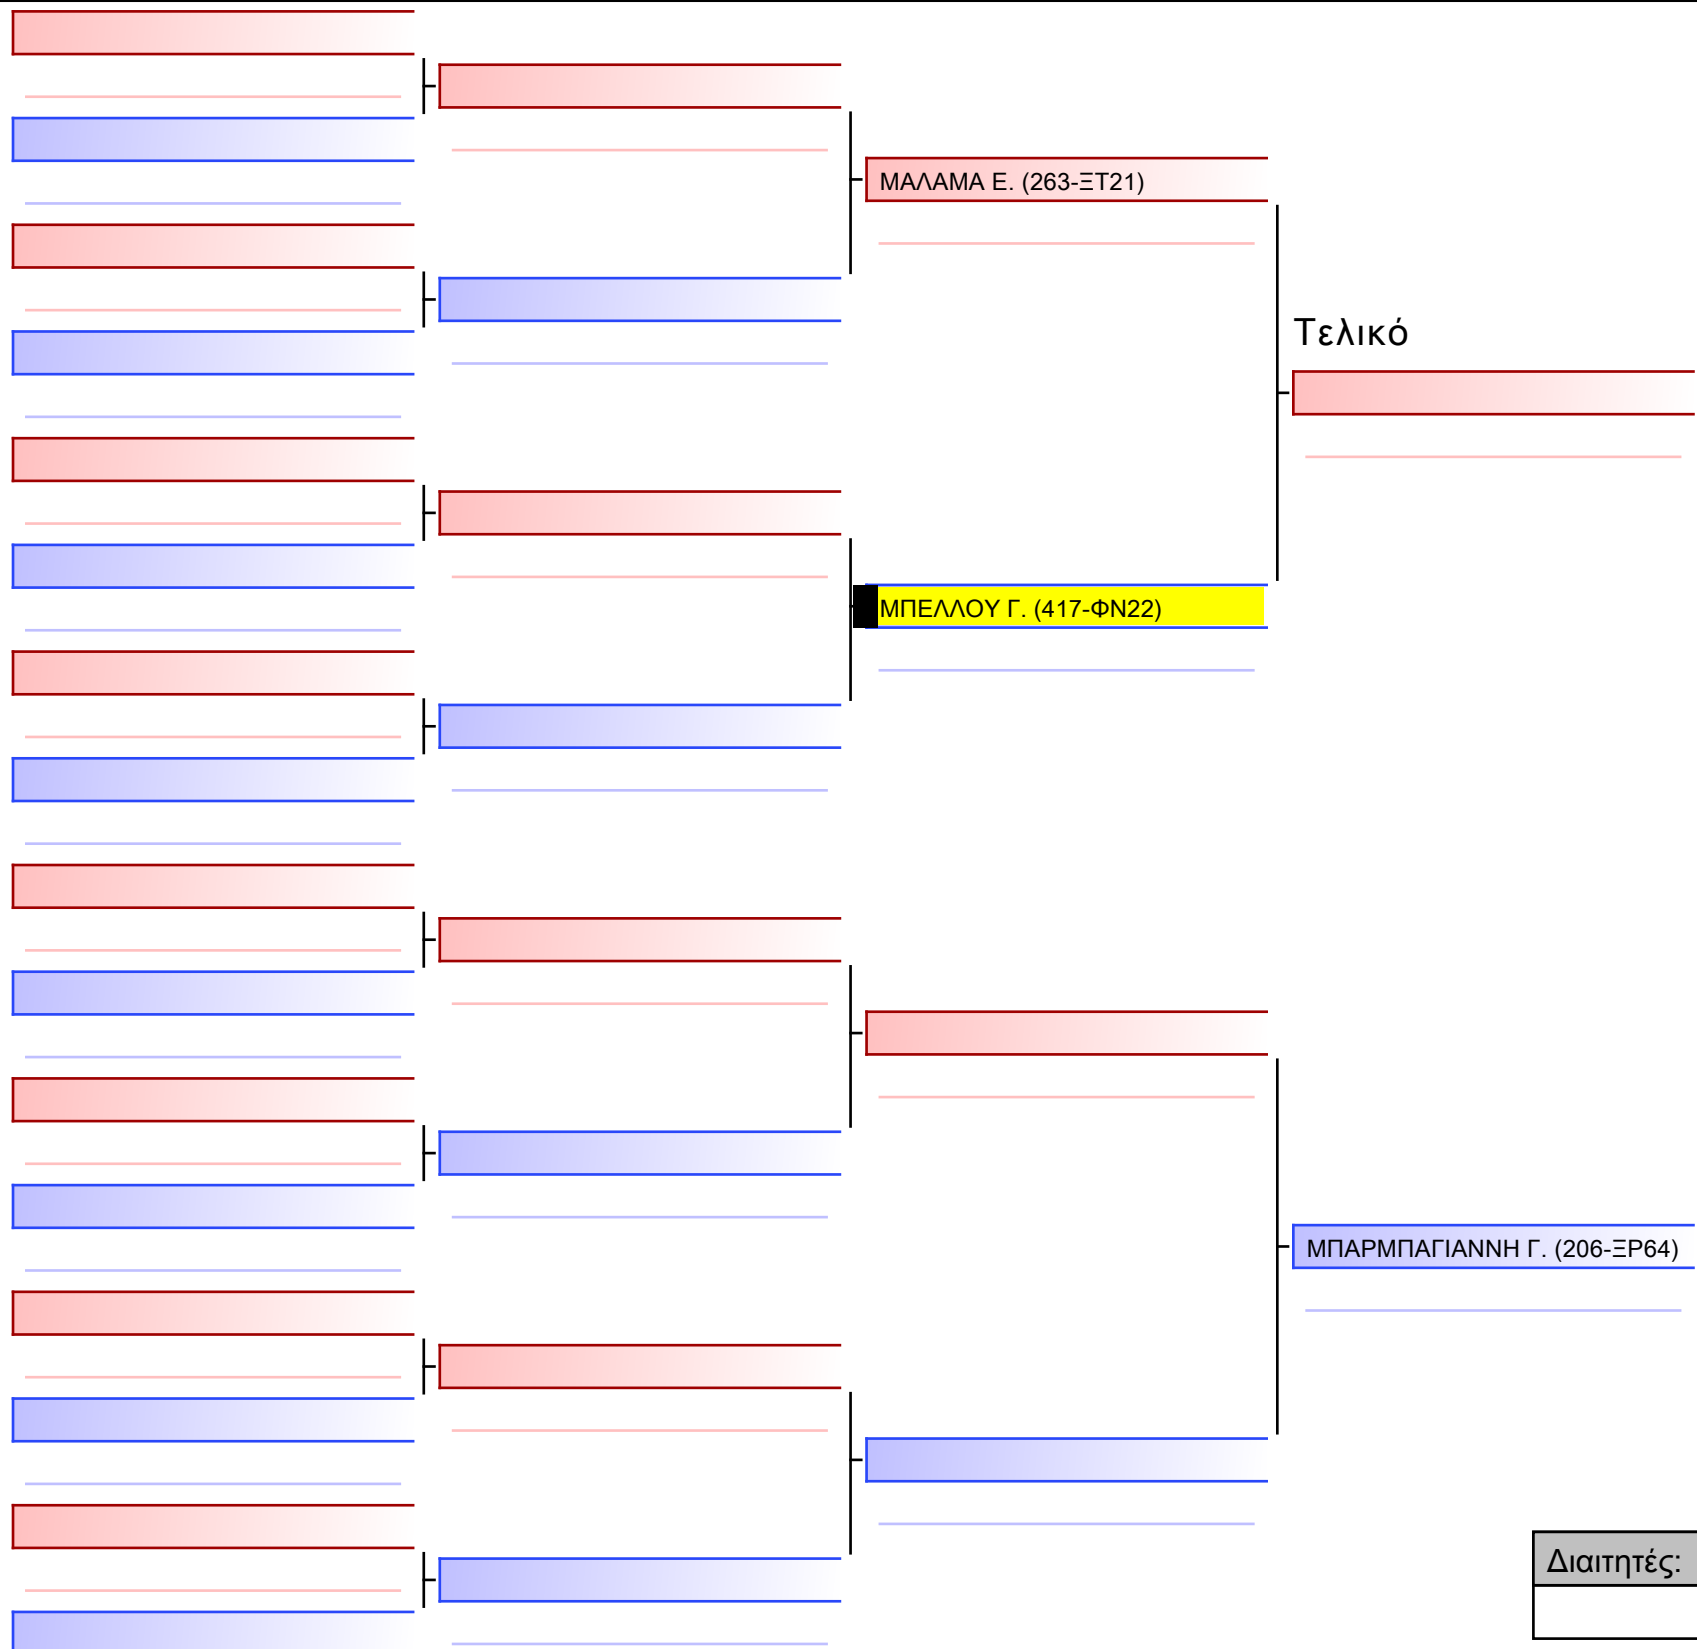 ΜΑΛΑΜΑ Ε. (263-ΞΤ21)
Τελικό
ΜΠΕΛΛΟΥ Γ. (417-ΦΝ22)
ΜΠΑΡΜΠΑΓΙΑΝΝΗ Γ. (206-ΞΡ64)
Διαιτητές: